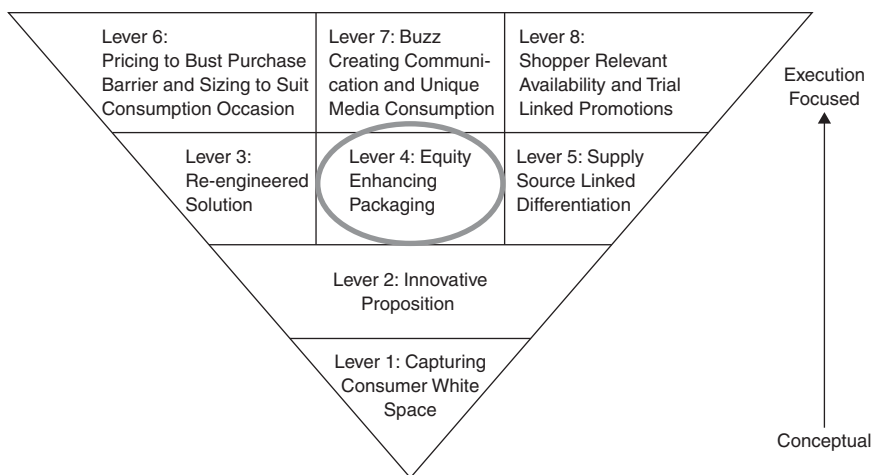 Lever 6:
Pricing to Bust Purchase
Barrier and Sizing to Suit
Consumption Occasion
Lever 7: Buzz
Creating Communi-
cation and Unique
Media Consumption
Lever 8:
Shopper Relevant
Availability and Trial
Linked Promotions
Execution
Focused
Lever 3:
Re-engineered
Solution
Lever 4: Equity
Enhancing
Packaging
Lever 5: Supply
Source Linked
Differentiation
Lever 2: Innovative
Proposition
Lever 1: Capturing
Consumer White
Space
Conceptual